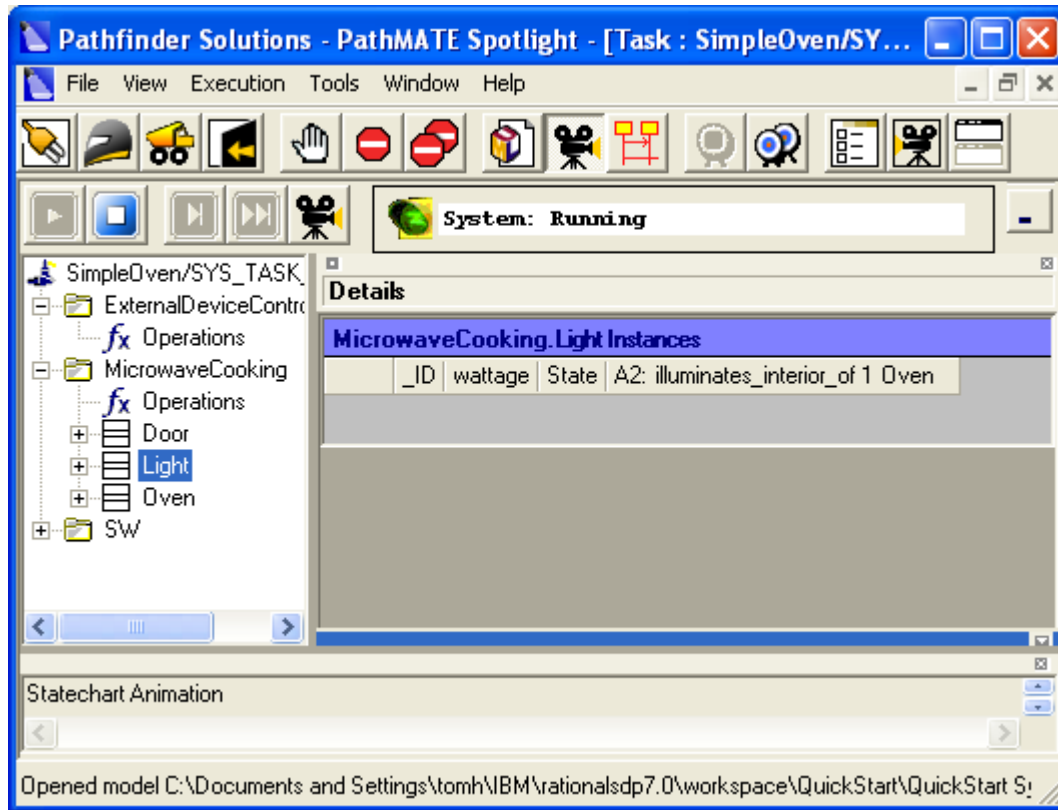 Pathfinder Solutions - PathMATE Spotlight - [Task : SimpleOven/SY...
File View Execution Tools Window Help
System: Running
SimpleOven/SYS_TASK_
ExternalDeviceContro
Operations
MicrowaveCooking
Operations
Door
Light
Oven
SW
Details
MicrowaveCooking.Light Instances
_ID wattage State A2: illuminates_interior_of 1 Oven
Statechart Animation
Opened model C:\Documents and Settings\tomh\IBM\rationalsdp7.0\workspace\QuickStart\QuickStart Sy